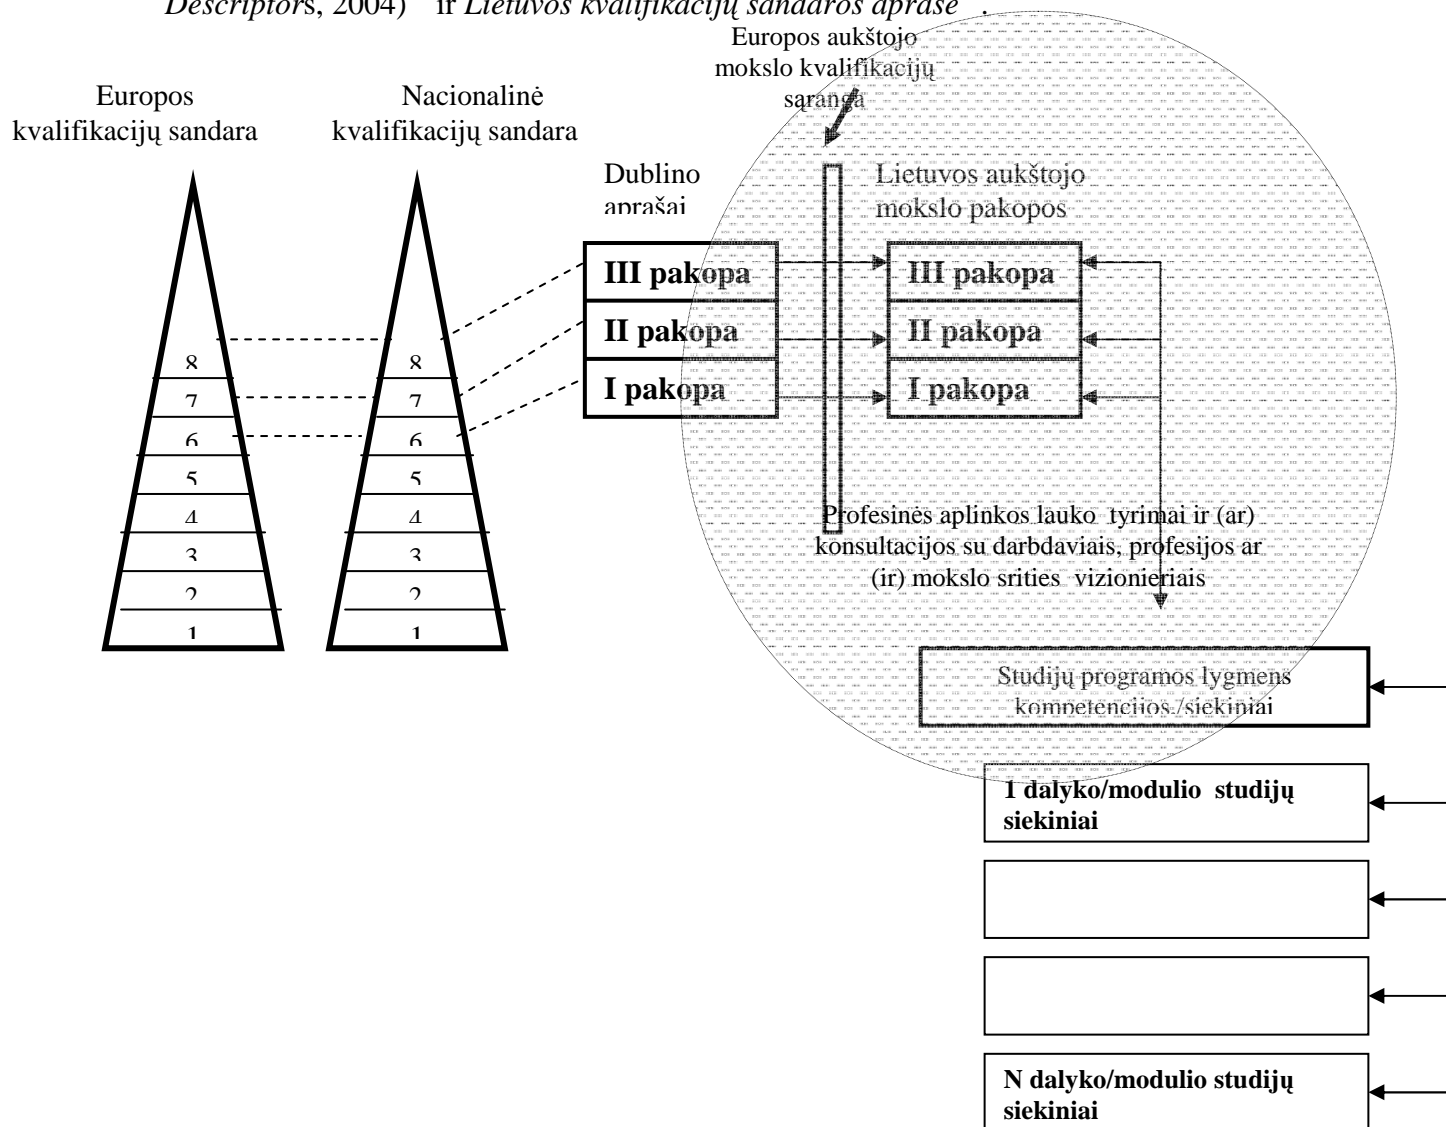 Descriptors, 2004) ir Lietuvos kvalifikacijų sandaros apraše .
Europos aukštojo
mokslo kvalifikacijų
sąranga
Europos
kvalifikacijų sandara
Nacionalinė
kvalifikacijų sandara
Dublino
aprašai
Lietuvos aukštojo
mokslo pakopos
III pakopa
II pakopa
I pakopa
III pakopa
II pakopa
I pakopa
8
7
6
5
4
3
2
1
8
7
6
5
4
3
2
1
Profesinės aplinkos lauko tyrimai ir (ar)
konsultacijos su darbdaviais, profesijos ar
(ir) mokslo srities vizionieriais
Studijų programos lygmens
kompetencijos./siekiniai
1 dalyko/modulio studijų
siekiniai
N dalyko/modulio studijų
siekiniai